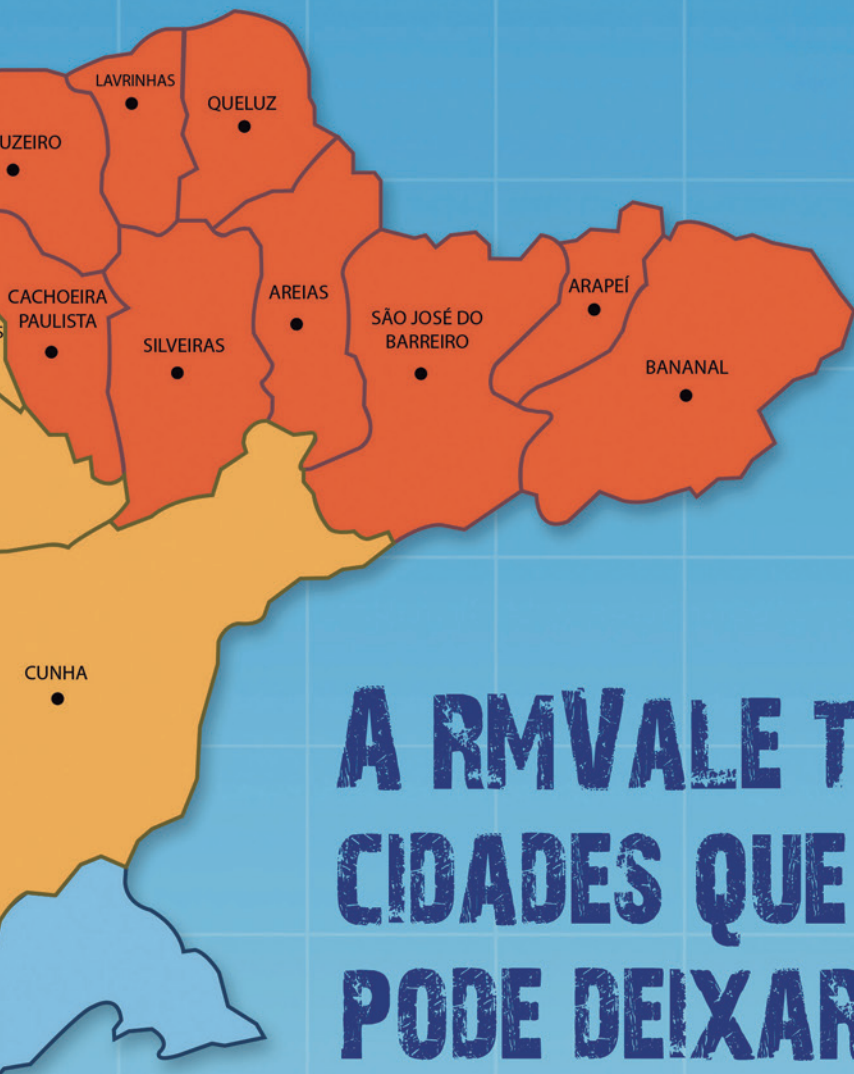 LAVRINHAS
QUELUZ
UZEIRO
CACHOEIRA
PAULISTA
S
SILVEIRAS
AREIAS
SÃO JOSÉ DO
BARREIRO
ARAPEÍ
BANANAL
CUNHA
A RMVALE T
CIDADES QUE
PODE DEIXAR